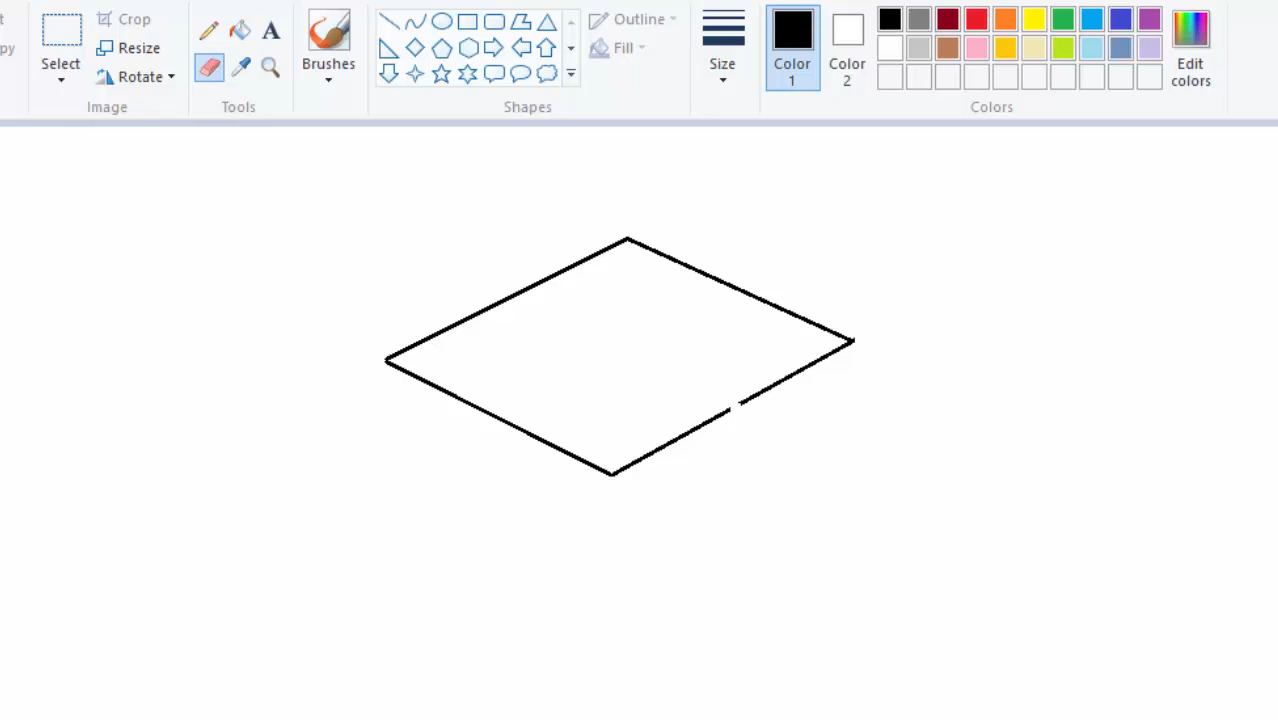 t
Crop
py
Resize
Select
Rotate
Image
A
Tools
Brushes
Outline
Fill
Shapes
Size
Color
1
Color
2
Edit
colors
Colors